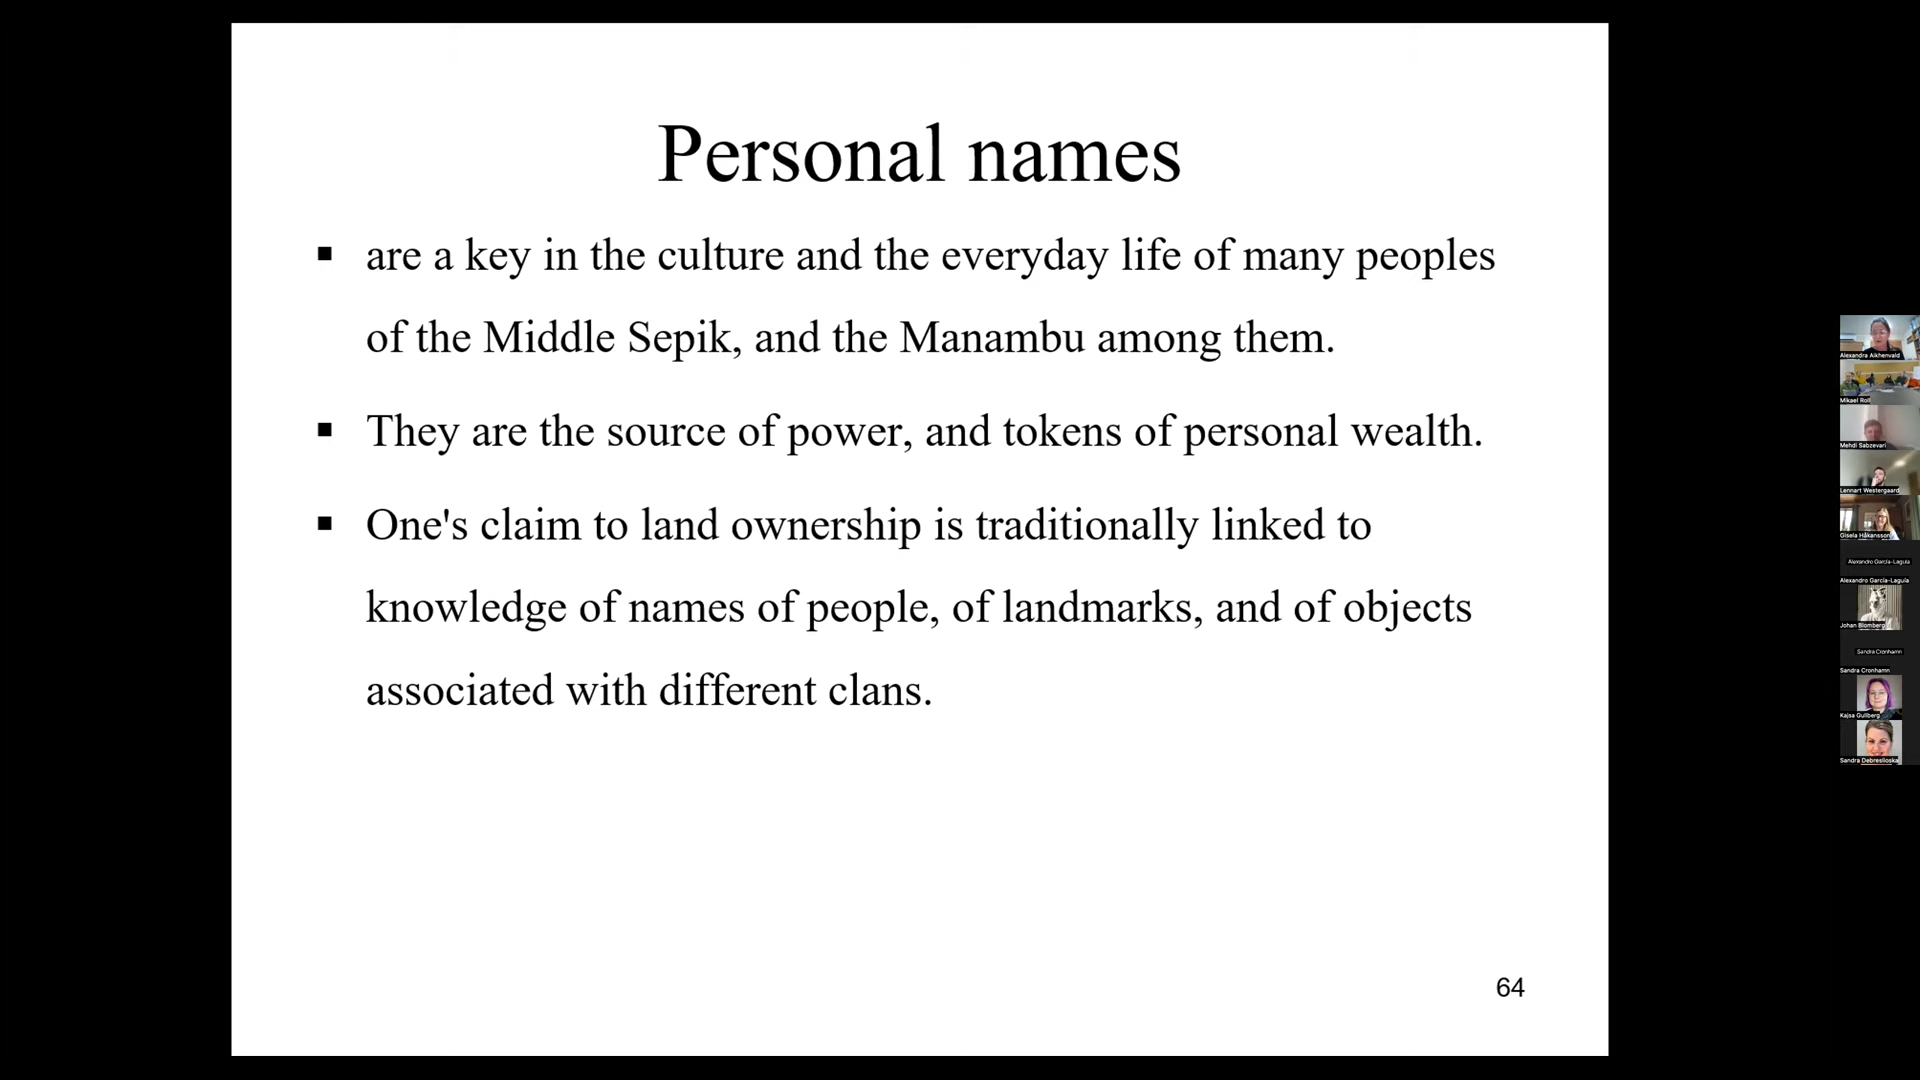 Personal names
▪ are a key in the culture and the everyday life of many peoples
of the Middle Sepik, and the Manambu among them.
▪ They are the source of power, and tokens of personal wealth.
▪ One's claim to land ownership is traditionally linked to
knowledge of names of people, of landmarks, and of objects
associated with different clans.
64
Alexandra Aikhenvald
Mikael Roll
Mehdi Sabzevari
Lennart Westergaard
Gisela Håkansson
Alexandro García-Laguía
Alexandro García-Laguía
Johan Blomberg
Sandra Cronhamn
Sandra Cronhamn
Kajsa Gullberg
Sandra Debreslioska